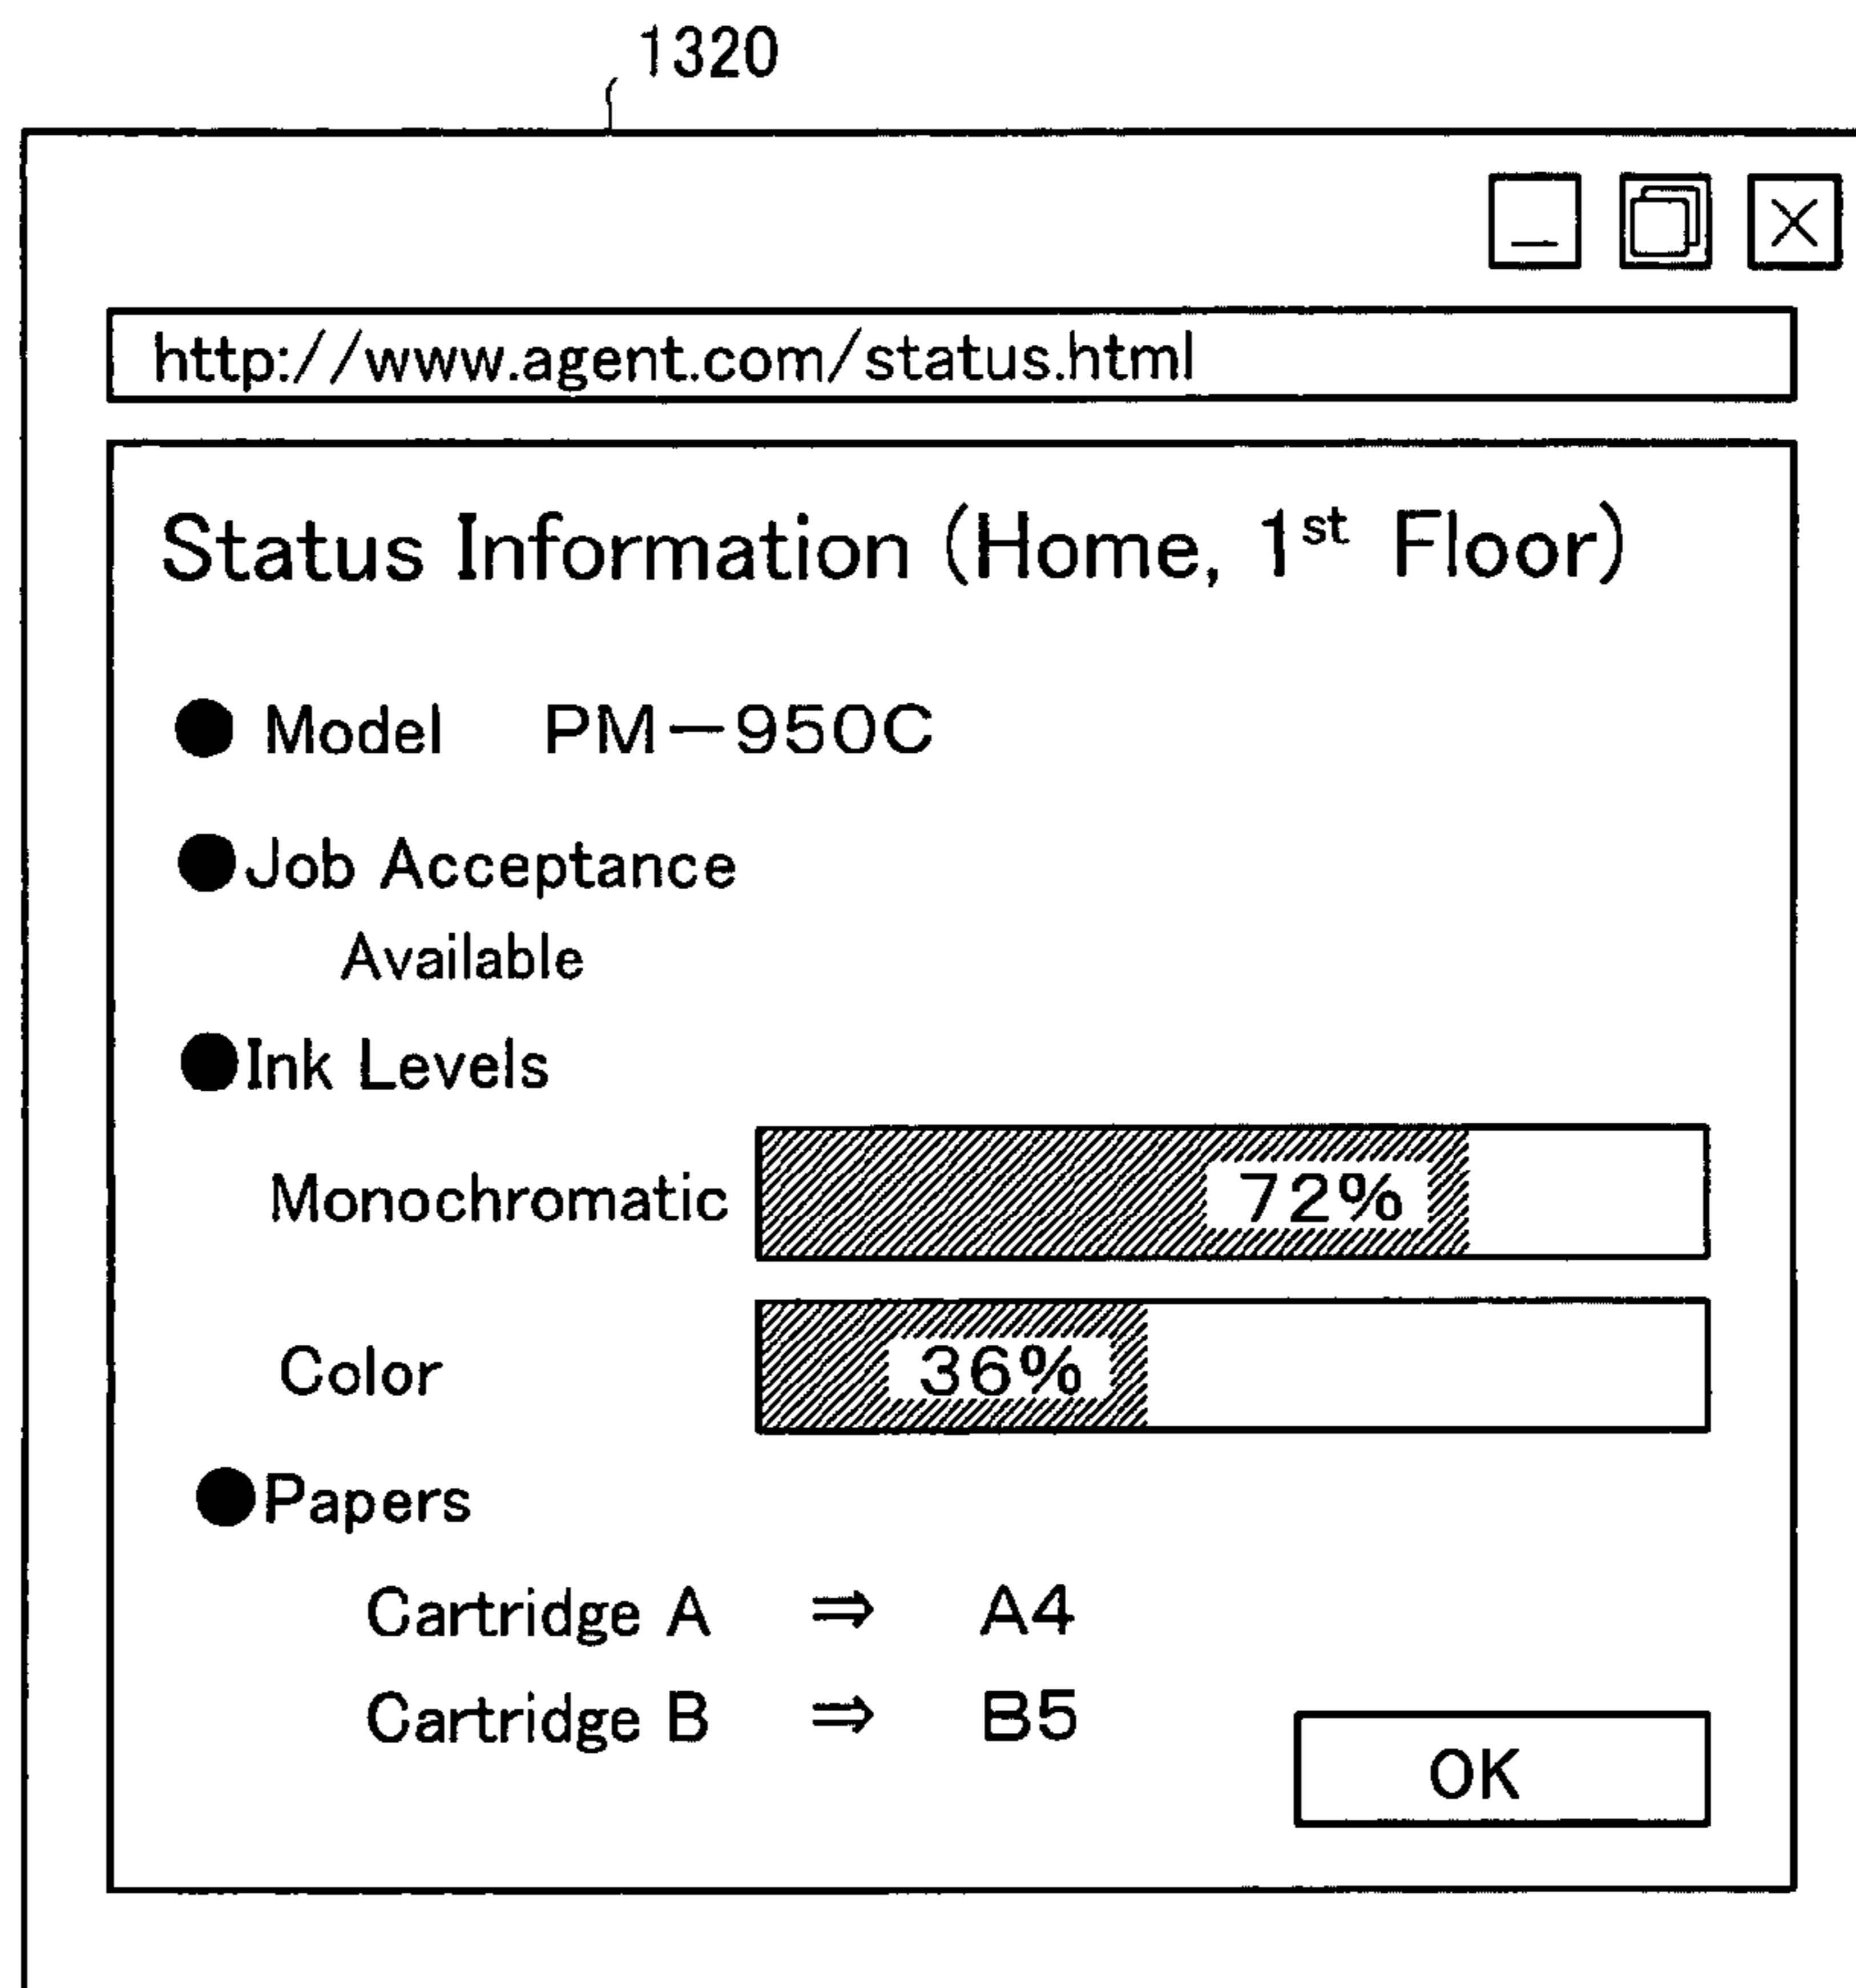 1320
http://www.agent.com/status.html
Status Information (Home, 1st Floor)
● Model PM-950C
●Job Acceptance
Available
●Ink Levels
Monochromatic 72%
Color 36%
●Papers
Cartridge A ⇒ A4
Cartridge B ⇒ B5
OK